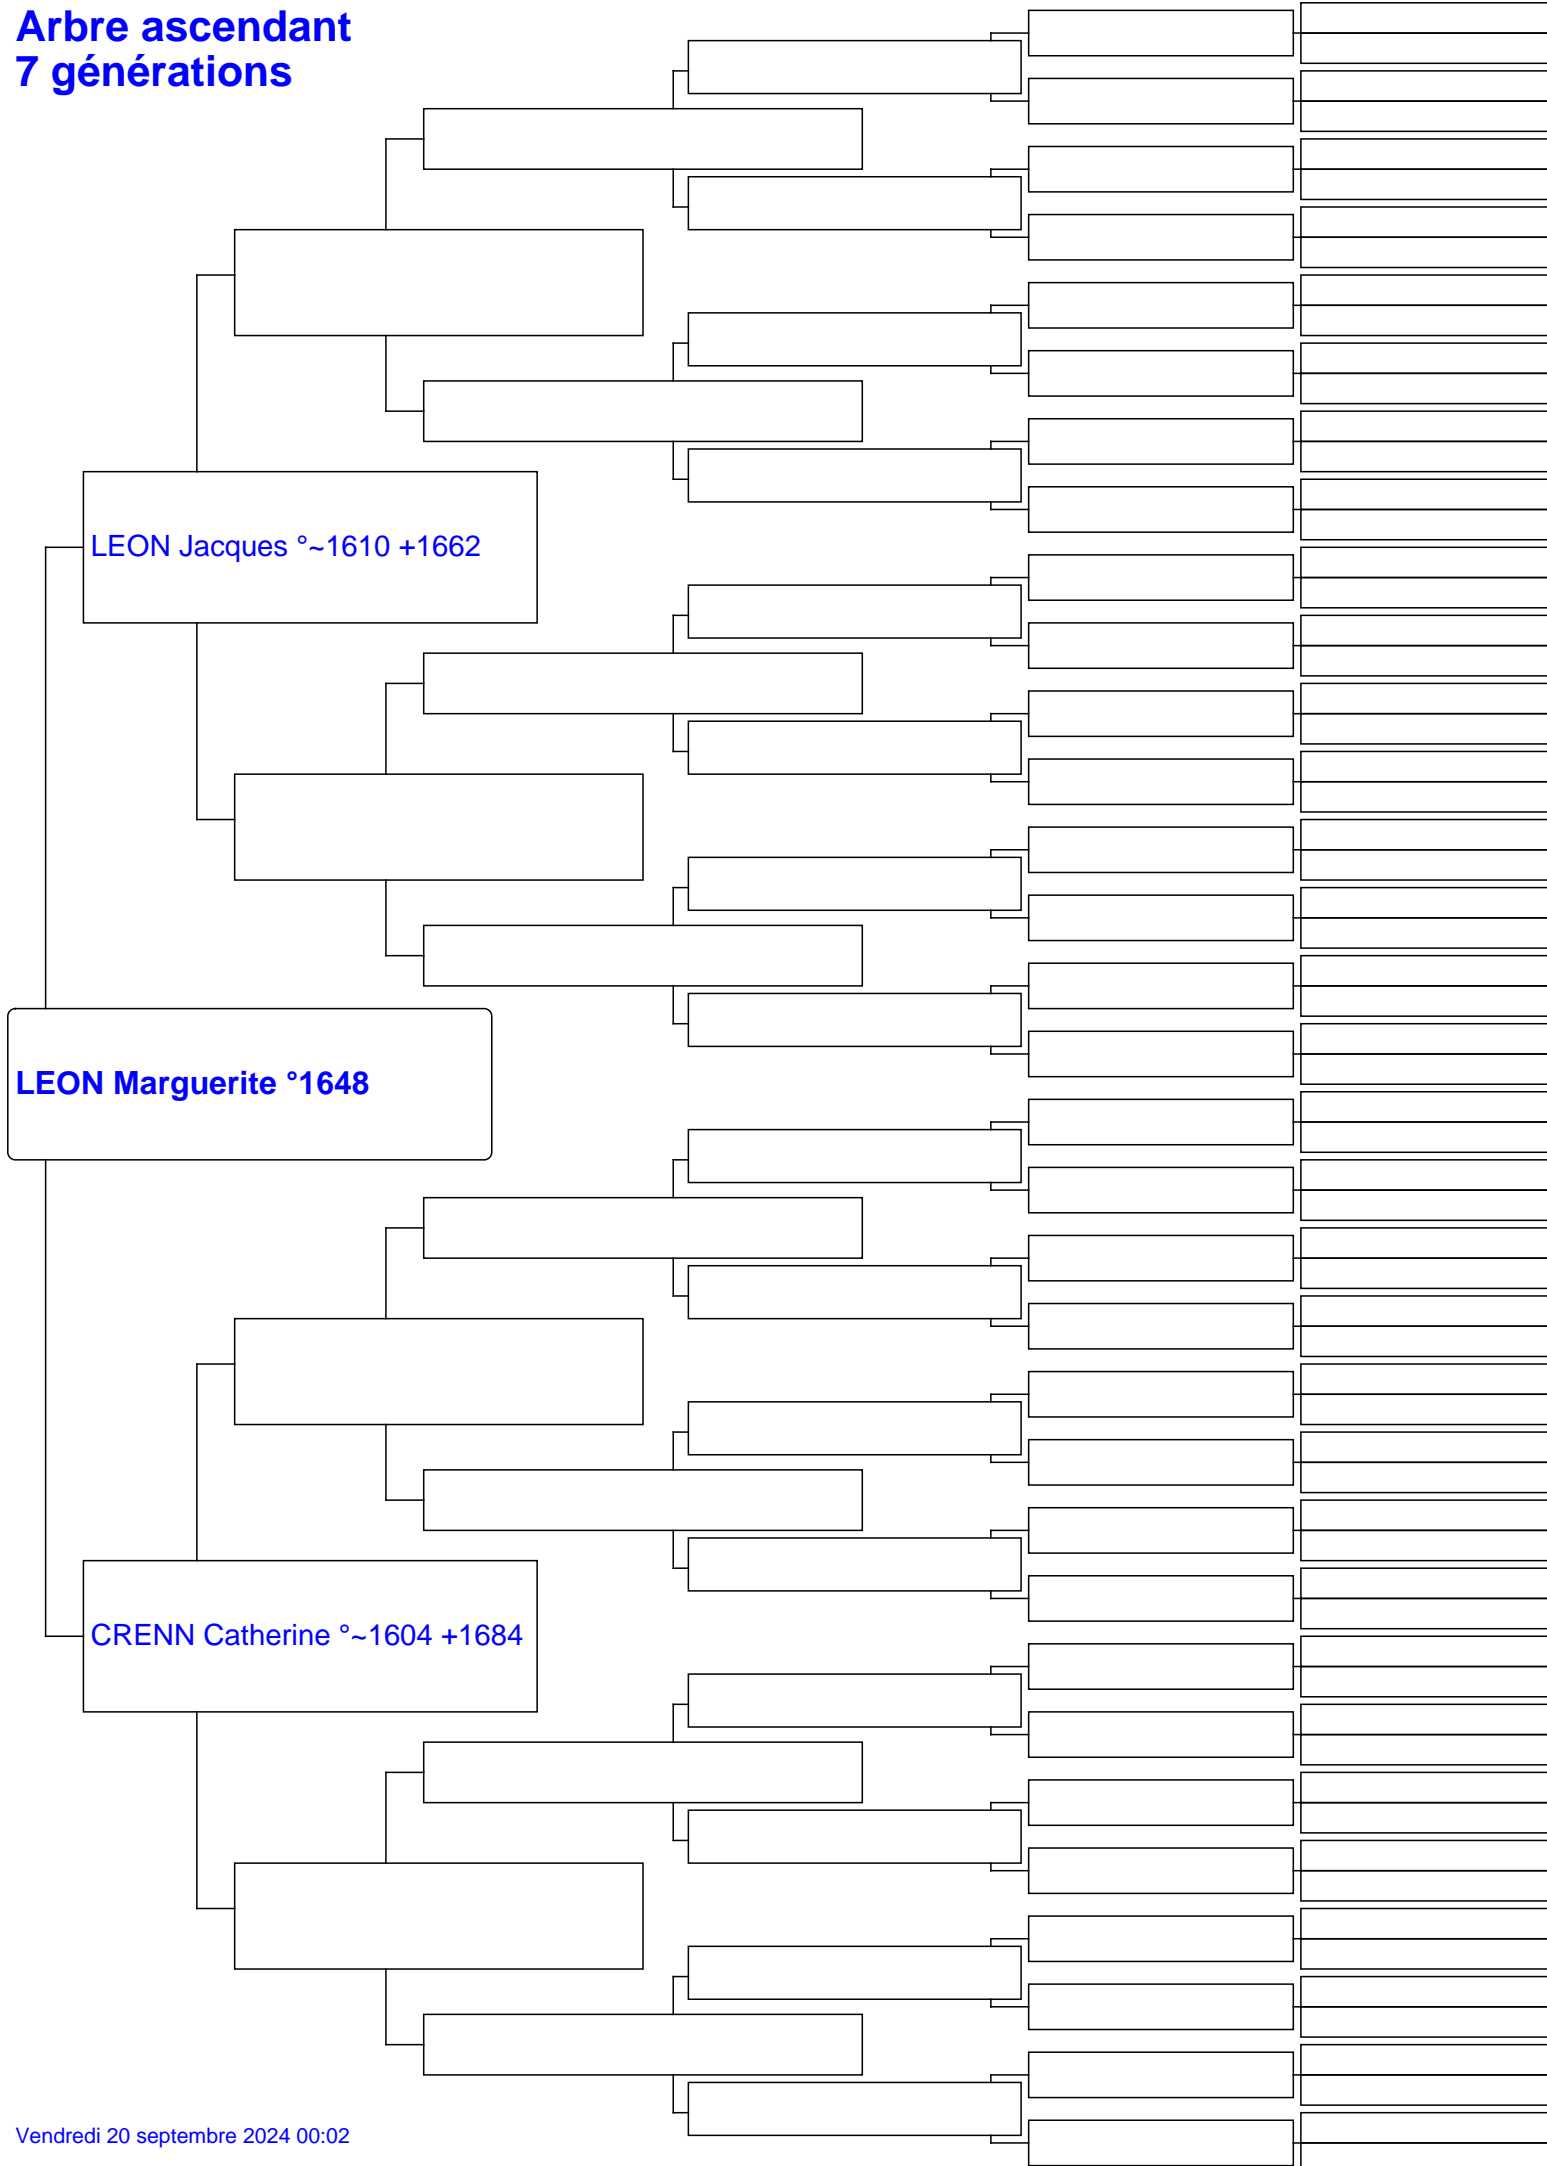 Arbre ascendant
7 générations
LEON Jacques °~1610 +1662
LEON Marguerite °1648
CRENN Catherine °~1604 +1684
Vendredi 20 septembre 2024 00:02